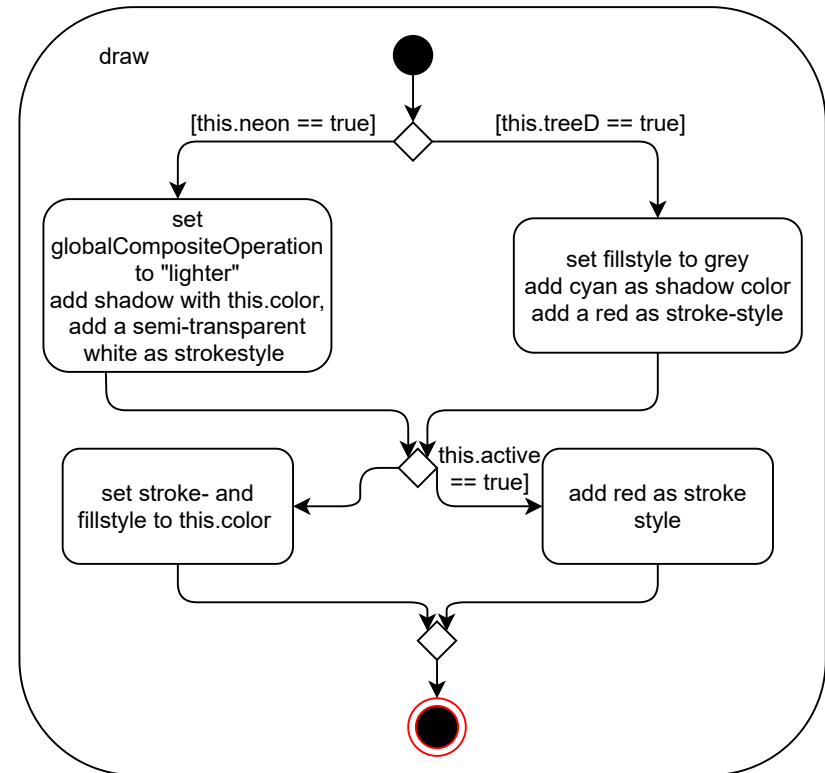 draw
[this.neon == true]
[this.treeD == true]
set
globalCompositeOperation
to "lighter"
add shadow with this.color,
add a semi-transparent
white as strokestyle
set fillstyle to grey
add cyan as shadow color
add a red as stroke-style
this.active
== true]
set stroke- and
fillstyle to this.color
add red as stroke
style